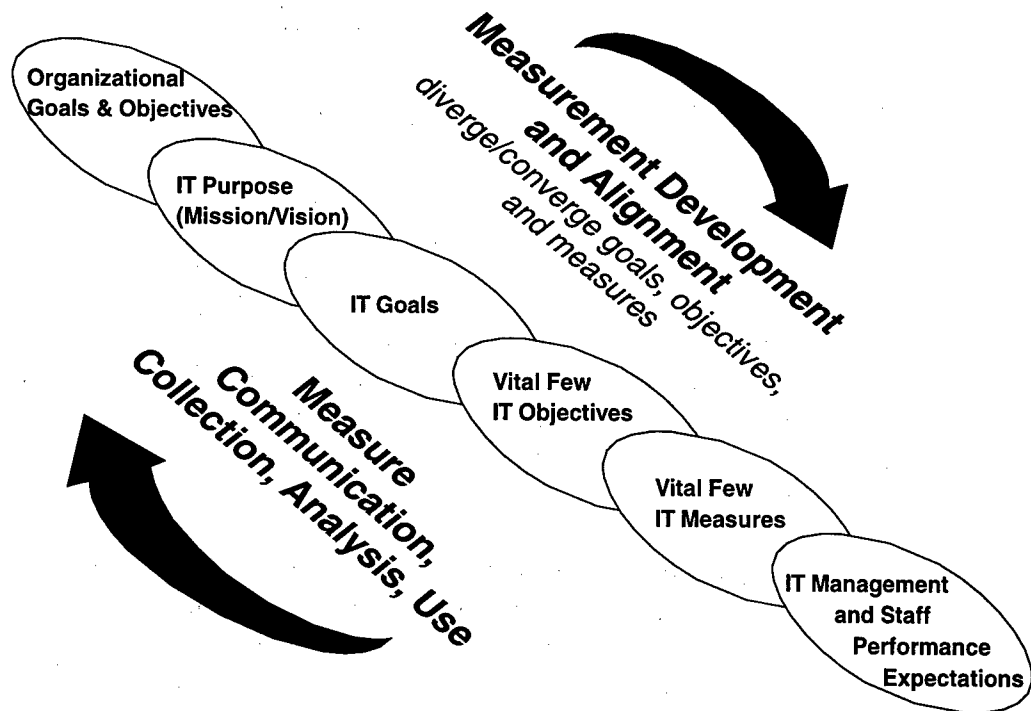 Organizational
Goals & Objectives
IT Purpose
(Mission/Vision)
IT Goals
Vital Few
IT Objectives
Vital Few
IT Measures
IT Management
and Staff
Performance
Expectations
Measurement Development
and Alignment
diverge/converge goals, objectives,
and measures
Measure
Communication,
Collection, Analysis, Use